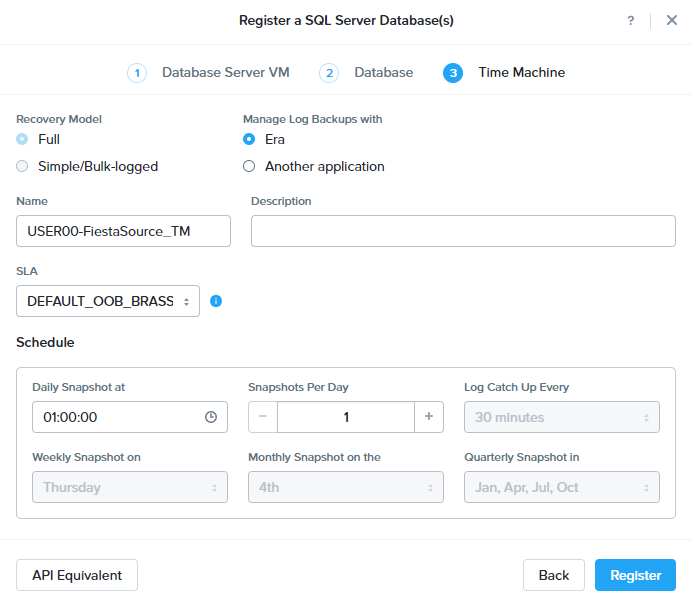 Register a SQL Server Database(s)
?
1 Database Server VM 2 Database 3 Time Machine
Recovery Model Manage Log Backups with
Full Era
Simple/Bulk-logged Another application
Name Description
USER00-FiestaSource_TM
SLA
DEFAULT_OOB_BRASS
Schedule
Daily Snapshot at Snapshots Per Day Log Catch Up Every
01:00:00 − 1 + 30 minutes
Weekly Snapshot on Monthly Snapshot on the Quarterly Snapshot in
Thursday 4th Jan, Apr, Jul, Oct
API Equivalent Back Register